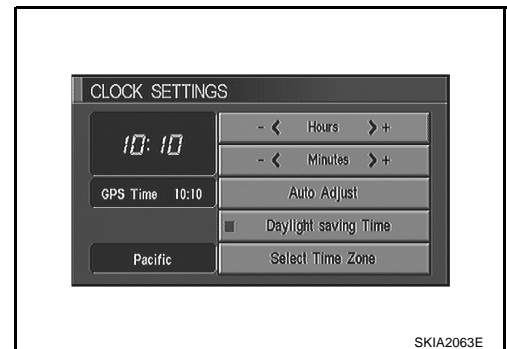 CLOCK SETTINGS
10:10
- < Hours > +
- < Minutes > +
GPS Time 10:10
Auto Adjust
Daylight saving Time
Pacific
Select Time Zone
SKIA2063E